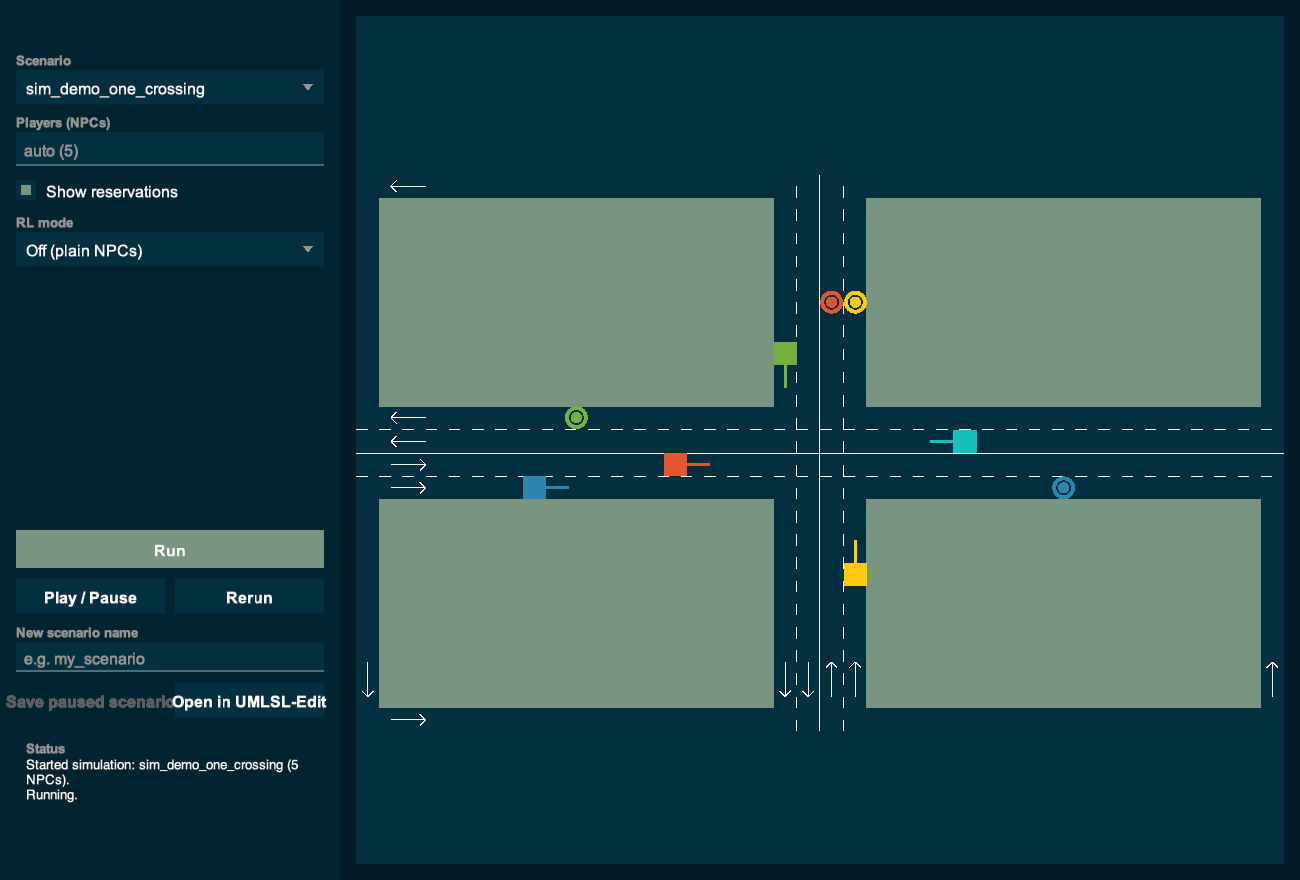 Scenario
sim_demo_one_crossing
Players (NPCs)
auto (5)
Show reservations
RL mode
Off (plain NPCs)
Run
Play / Pause
Rerun
New scenario name
e.g. my_scenario
Save paused scenario
Open in UMLSL-Edit
Status
Started simulation: sim_demo_one_crossing (5
NPCs).
Running.